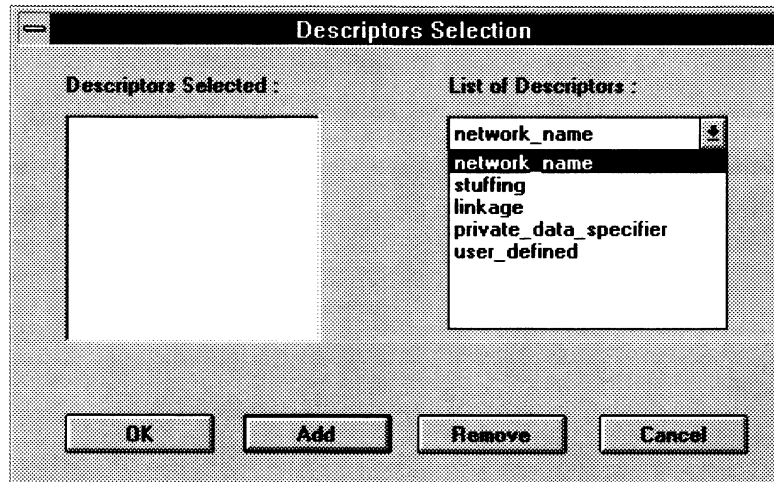 Descriptors Selection
Descriptors Selected :
List of Descriptors :
network_name
network_name
stuffing
linkage
private_data_specifier
user_defined
OK
Add
Remove
Cancel